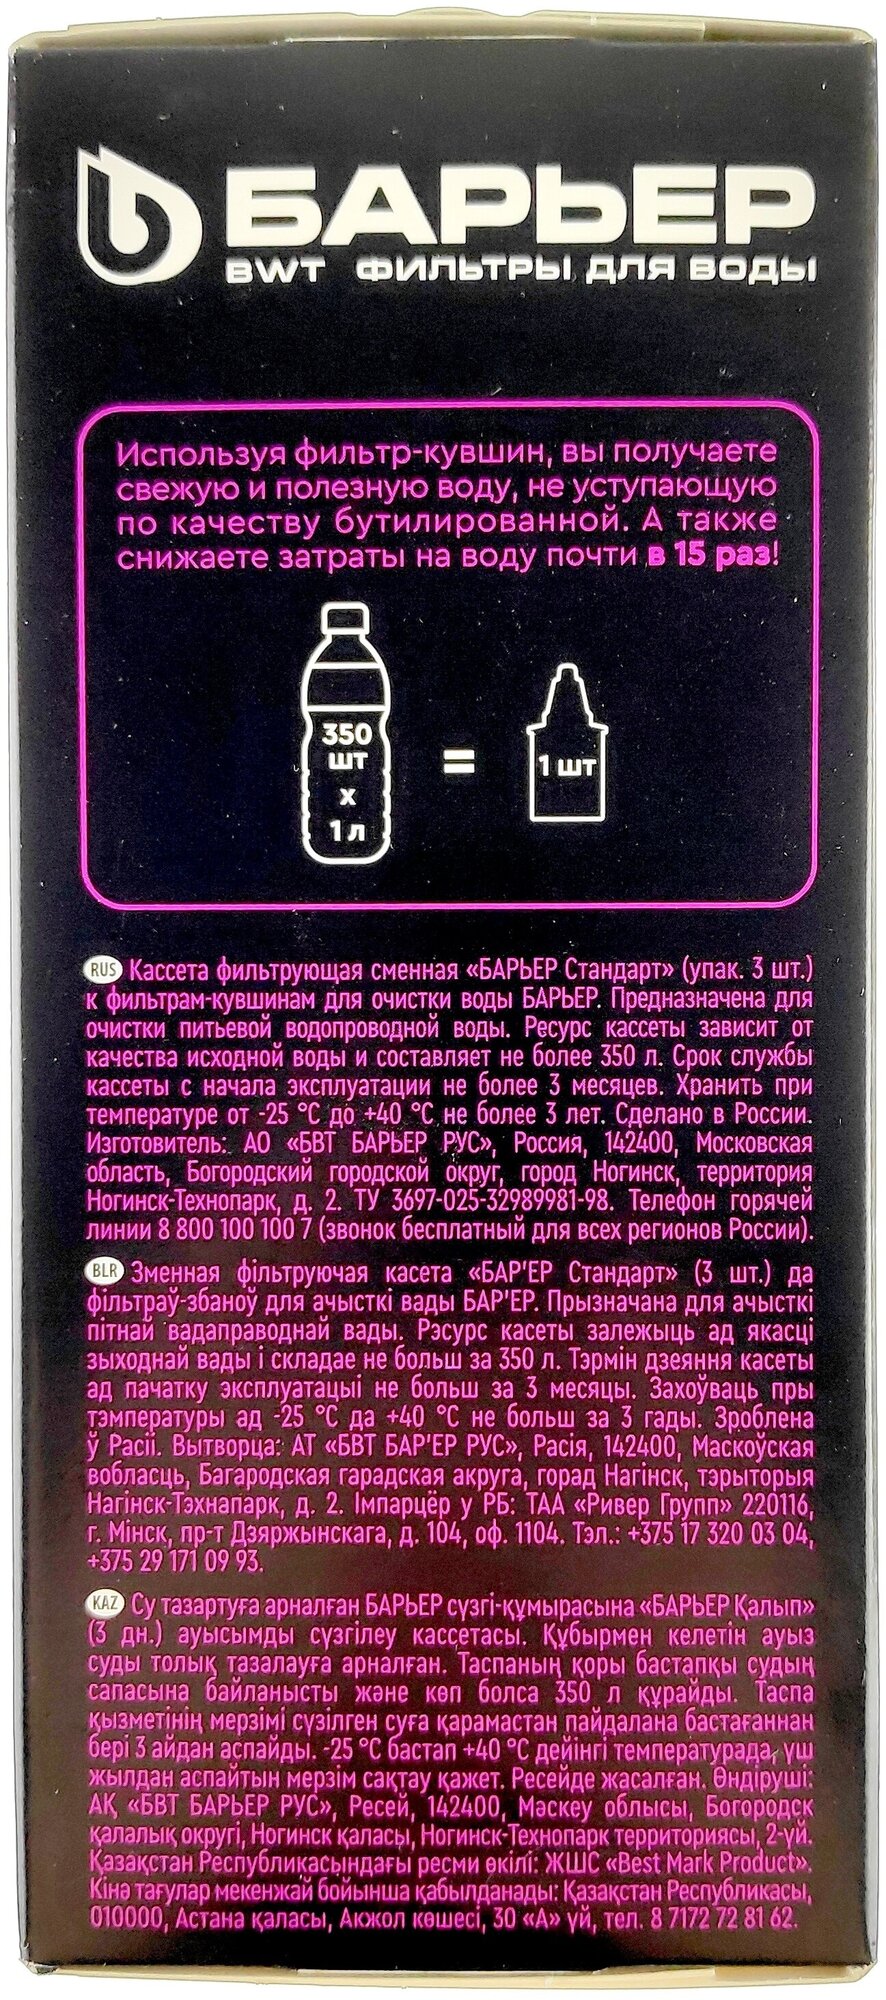 БАРЬЕР
BWT ФИЛЬТРЫ ДЛЯ ВОДЫ
Используя фильтр-кувшин, вы получаете
свежую и полезную воду, не уступающую
по качеству бутилированной. А также
снижаете затраты на воду почти в 15 раз!
350
шт
x
1 л
=
1 шт
RUS Кассета фильтрующая сменная «БАРЬЕР Стандарт» (упак. 3 шт.)
к фильтрам-кувшинам для очистки воды БАРЬЕР. Предназначена для
очистки питьевой водопроводной воды. Ресурс кассеты зависит от
качества исходной воды и составляет не более 350 л. Срок службы
кассеты с начала эксплуатации не более 3 месяцев. Хранить при
температуре от -25 °C до +40 °C не более 3 лет. Сделано в России.
Изготовитель: АО «БВТ БАРЬЕР РУС», Россия, 142400, Московская
область, Богородский городской округ, город Ногинск, территория
Ногинск-Технопарк, д. 2. ТУ 3697-025-32989981-98. Телефон горячей
линии 8 800 100 100 7 (звонок бесплатный для всех регионов России).
BLR Зменная фільтруючая касета «БАР'ЕР Стандарт» (3 шт.) да
фільтраў-збаноў для ачысткі вады БАР'ЕР. Прызначана для ачысткі
пітнай вадаправоднай вады. Рэсурс касеты залежыць ад якасці
зыходнай вады і складае не больш за 350 л. Тэрмін дзеяння касеты
ад пачатку эксплуатацыі не больш за 3 месяцы. Захоўваць пры
тэмпературы ад -25 °C да +40 °C не больш за 3 гады. Зроблена
ў Расіі. Вытворца: АТ «БВТ БАР'ЕР РУС», Расія, 142400, Маскоўская
вобласць, Багародская гарадская акруга, горад Нагінск, тэрыторыя
Нагінск-Тэхнапарк, д. 2. Імпарцёр у РБ: ТАА «Ривер Групп» 220116,
г. Мінск, пр-т Дзяржынскага, д. 104, оф. 1104. Тэл.: +375 17 320 03 04,
+375 29 171 09 93.
KAZ Су тазартуға арналған БАРЬЕР сүзгі-құмырасына «БАРЬЕР Қалып»
(3 дн.) ауысымды сүзгілеу кассетасы. Құбырмен келетін ауыз
суды толық тазалауға арналған. Таспаның қоры бастапқы судың
сапасына байланысты және көп болса 350 л құрайды. Таспа
қызметінің мерзімі сүзілген суға қарамастан пайдалана бастағаннан
бері 3 айдан аспайды. -25 °C бастап +40 °C дейінгі температурада, үш
жылдан аспайтын мерзім сақтау қажет. Ресейде жасалған. Өндіруші:
АҚ «БВТ БАРЬЕР РУС», Ресей, 142400, Мәскеу облысы, Богородск
қалалық округі, Ногинск қаласы, Ногинск-Технопарк территориясы, 2-үй.
Қазақстан Республикасындағы ресми өкілі: ЖШС «Best Mark Product».
Кінә тағулар мекенжай бойынша қабылданады: Қазақстан Республикасы,
010000, Астана қаласы, Акжол көшесі, 30 «А» үй, тел. 8 7172 72 81 62.